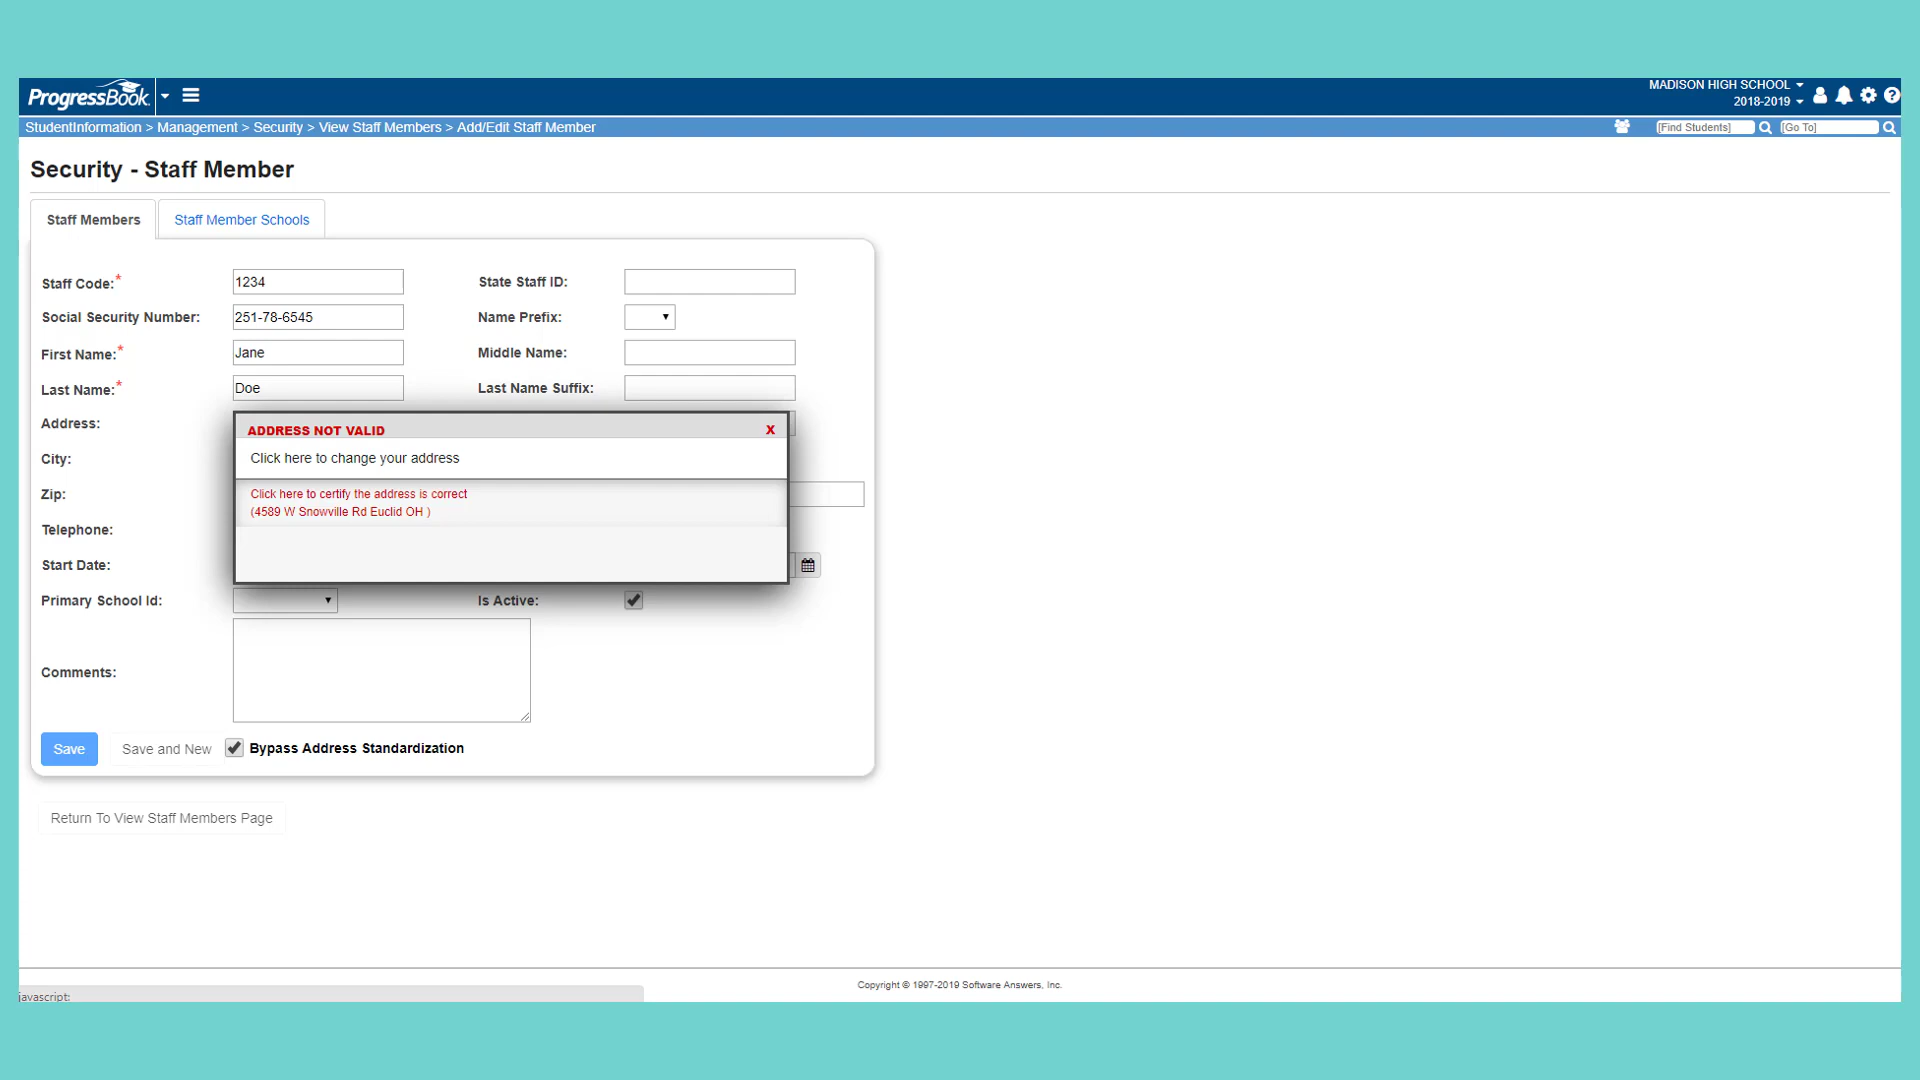 ProgressBook
MADISON HIGH SCHOOL
2018-2019
StudentInformation > Management > Security > View Staff Members > Add/Edit Staff Member
[Find Students]
[Go To]
Security - Staff Member
Staff Members
Staff Member Schools
Staff Code:* 1234 State Staff ID:
Social Security Number: 251-78-6545 Name Prefix:
First Name:* Jane Middle Name:
Last Name:* Doe Last Name Suffix:
Address:
ADDRESS NOT VALID X
City:
Click here to change your address
Zip:
Click here to certify the address is correct
(4589 W Snowville Rd Euclid OH )
Telephone:
Start Date:
Primary School Id: Is Active:
Comments:
Save Save and New Bypass Address Standardization
Return To View Staff Members Page
Copyright © 1997-2019 Software Answers, Inc.
javascript: